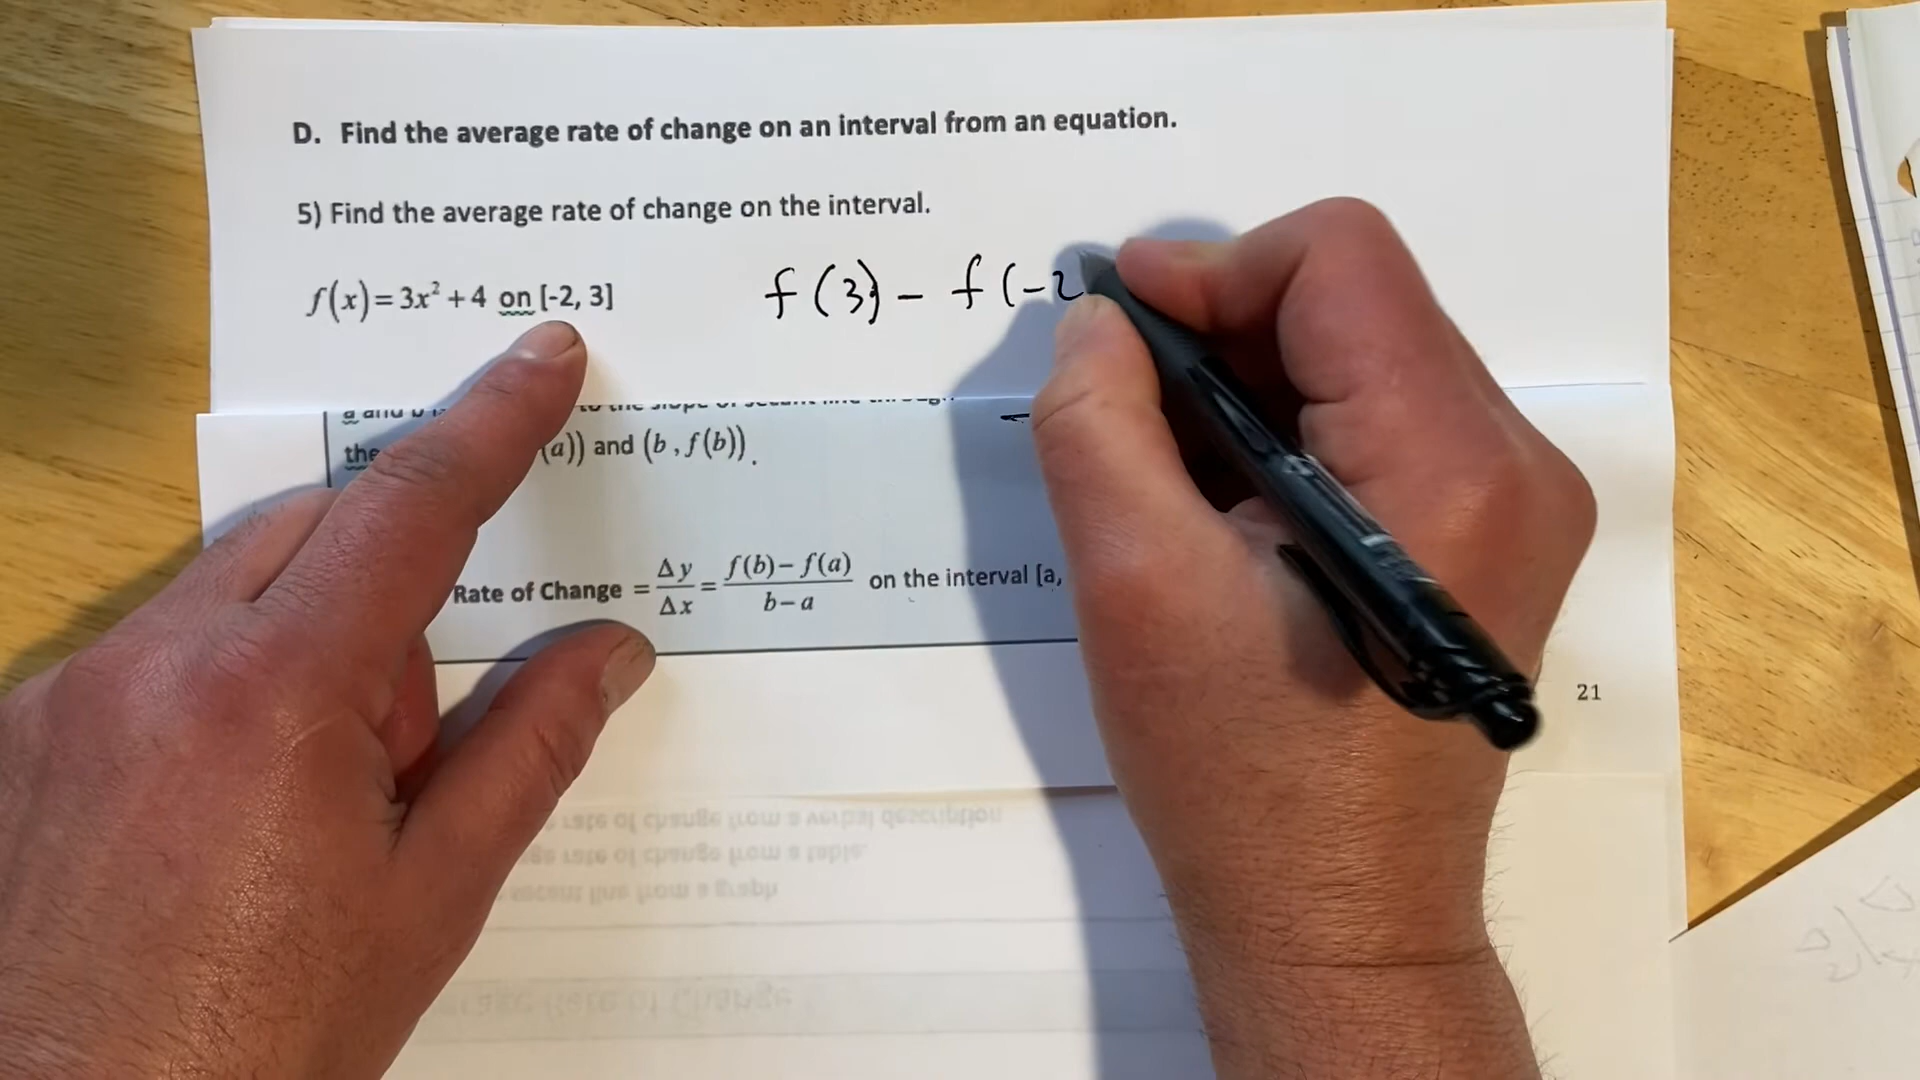 D. Find the average rate of change on an interval from an equation.
5) Find the average rate of change on the interval.
f(x)=3x²+4 on [-2, 3]
f(3) - f(-2
the (a)) and (b, f(b)).
Rate of Change = Δy/Δx = f(b)-f(a)/b-a on the interval [a,
21